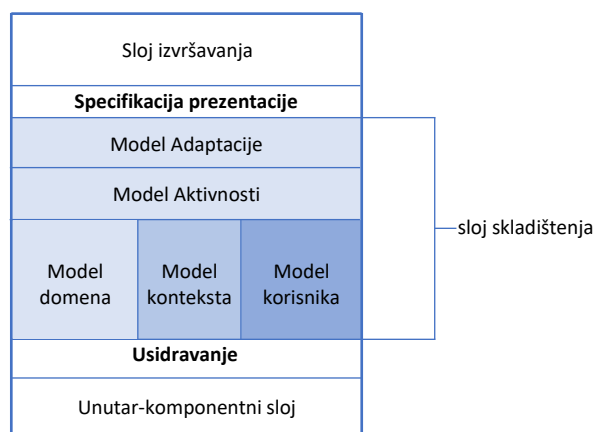 Sloj izvršavanja
Specifikacija prezentacije
Model Adaptacije
Model Aktivnosti
sloj skladištenja
Model
domena
Model
konteksta
Model
korisnika
Usidravanje
Unutar-komponentni sloj